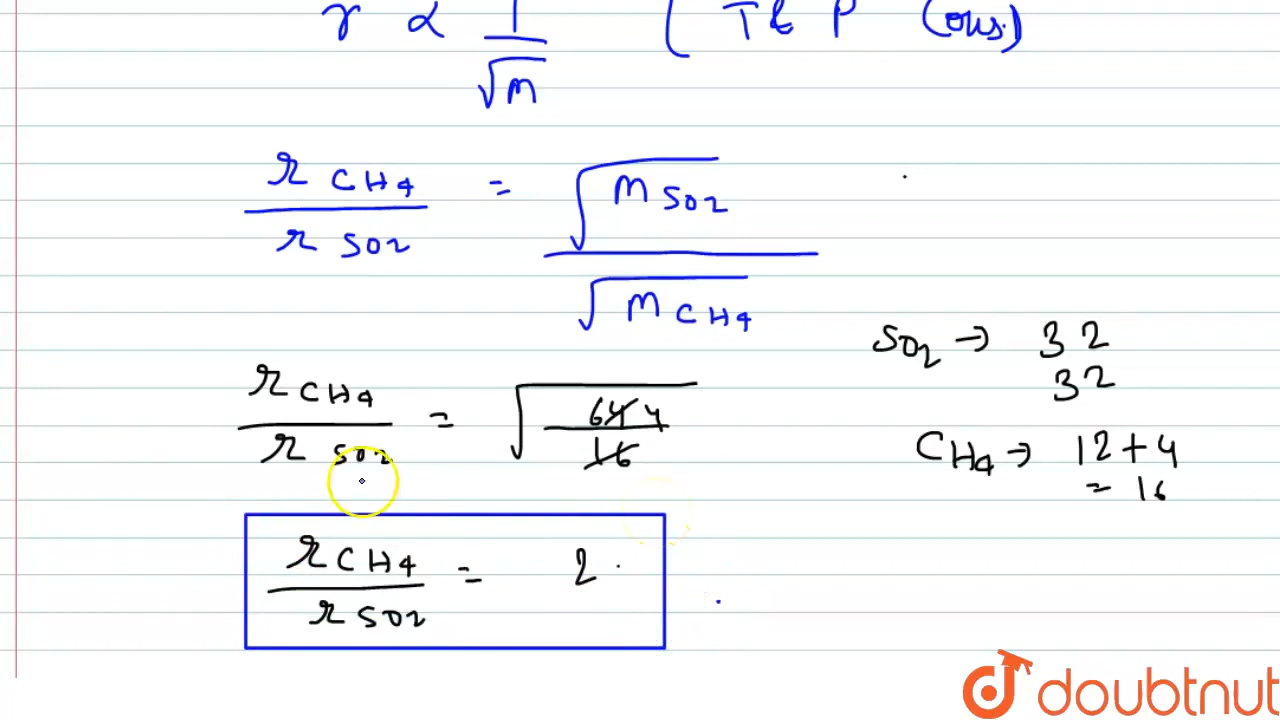 r ∝ 1/√m [ T & P (ons.)
r CH4 / r SO2 = √m SO2 / √m CH4
SO2 → 32
32
r CH4 / r SO2 = √(64 4 / 16)
CH4 → 12 + 4
= 16
r CH4 / r SO2 = 2
doubtnut